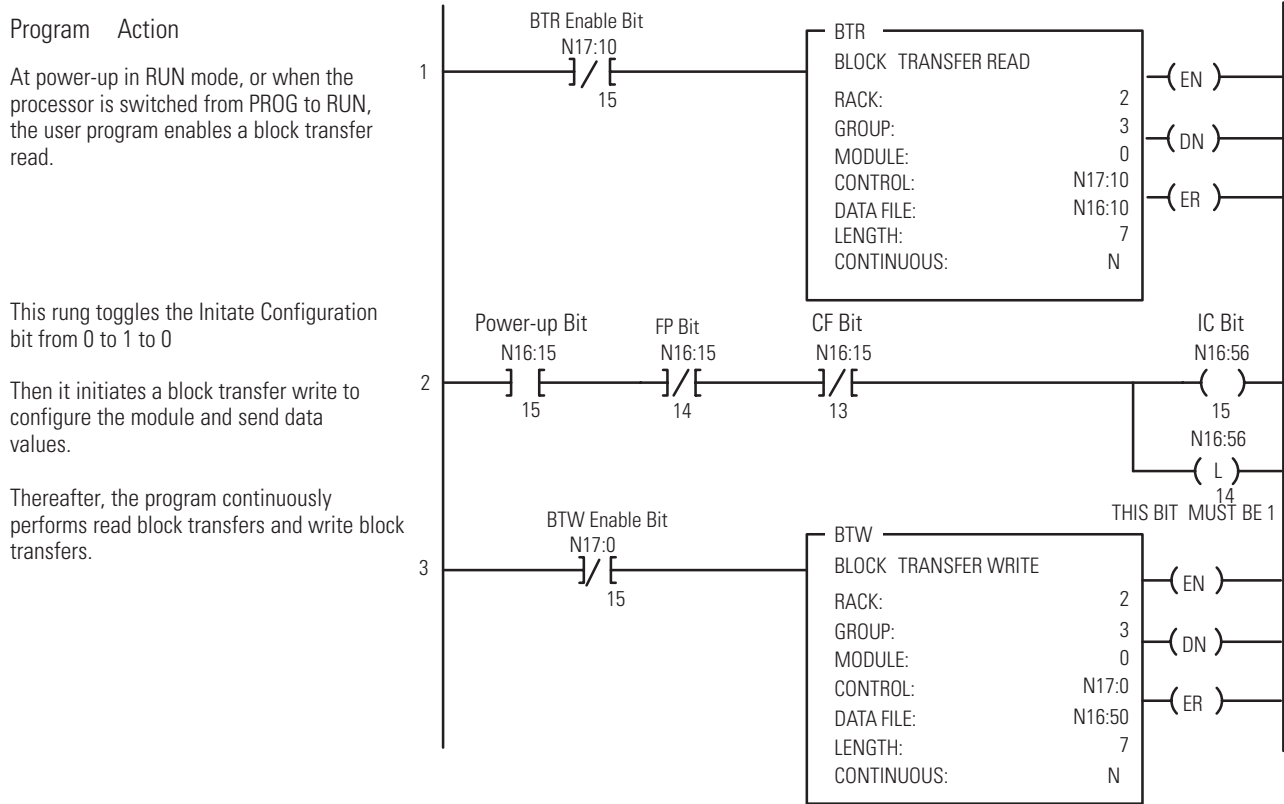 Program Action
At power-up in RUN mode, or when the
processor is switched from PROG to RUN,
the user program enables a block transfer
read.
This rung toggles the Initate Configuration
bit from 0 to 1 to 0
Then it initiates a block transfer write to
configure the module and send data
values.
Thereafter, the program continuously
performs read block transfers and write block
transfers.
1
BTR Enable Bit
N17:10
15
BTR
BLOCK TRANSFER READ
RACK: 2
GROUP: 3
MODULE: 0
CONTROL: N17:10
DATA FILE: N16:10
LENGTH: 7
CONTINUOUS: N
EN
DN
ER
2
Power-up Bit
N16:15
15
FP Bit
N16:15
14
CF Bit
N16:15
13
IC Bit
N16:56
15
N16:56
L
14
THIS BIT MUST BE 1
3
BTW Enable Bit
N17:0
15
BTW
BLOCK TRANSFER WRITE
RACK: 2
GROUP: 3
MODULE: 0
CONTROL: N17:0
DATA FILE: N16:50
LENGTH: 7
CONTINUOUS: N
EN
DN
ER